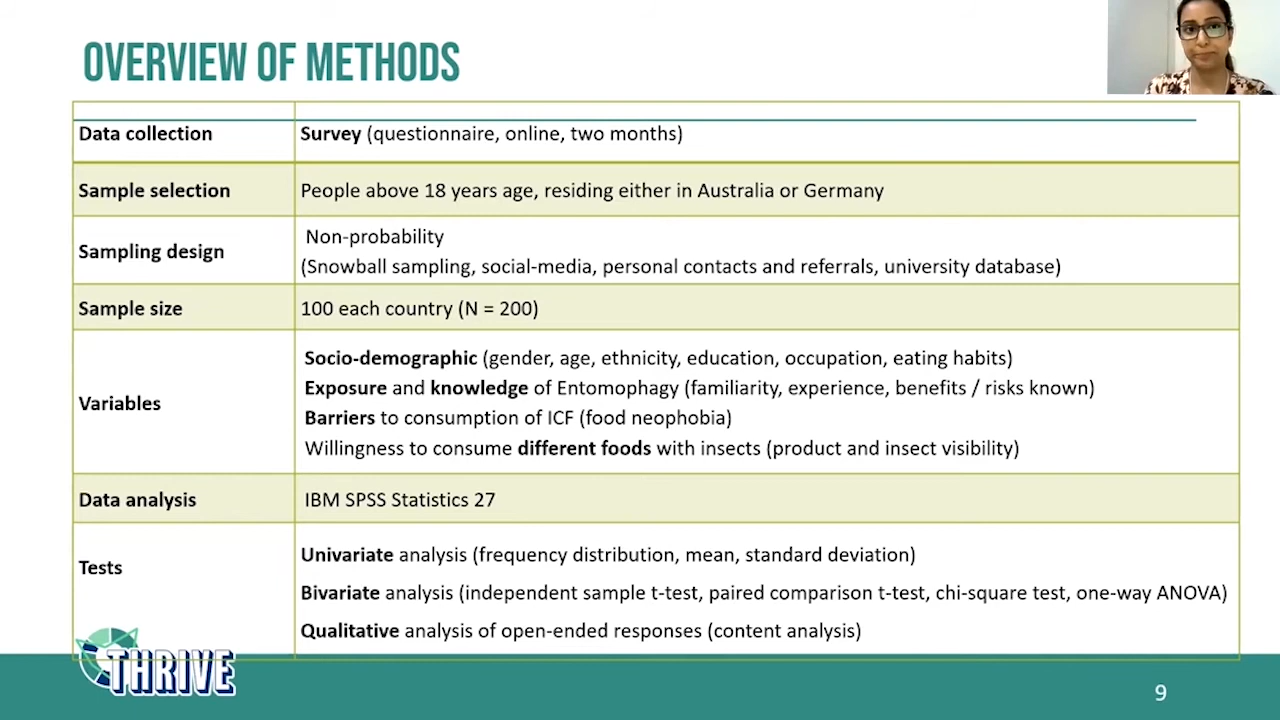 OVERVIEW OF METHODS
Data collection
Survey (questionnaire, online, two months)
Sample selection
People above 18 years age, residing either in Australia or Germany
Sampling design
Non-probability
(Snowball sampling, social-media, personal contacts and referrals, university database)
Sample size
100 each country (N = 200)
Variables
Socio-demographic (gender, age, ethnicity, education, occupation, eating habits)
Exposure and knowledge of Entomophagy (familiarity, experience, benefits / risks known)
Barriers to consumption of ICF (food neophobia)
Willingness to consume different foods with insects (product and insect visibility)
Data analysis
IBM SPSS Statistics 27
Tests
Univariate analysis (frequency distribution, mean, standard deviation)
Bivariate analysis (independent sample t-test, paired comparison t-test, chi-square test, one-way ANOVA)
Qualitative analysis of open-ended responses (content analysis)
THRIVE
9